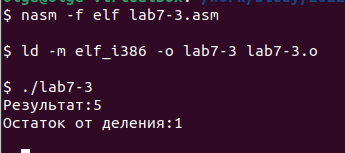 $ nasm -f elf lab7-3.asm
$ ld -m elf_i386 -o lab7-3 lab7-3.o
$ ./lab7-3
Результат:5
Остаток от деления:1